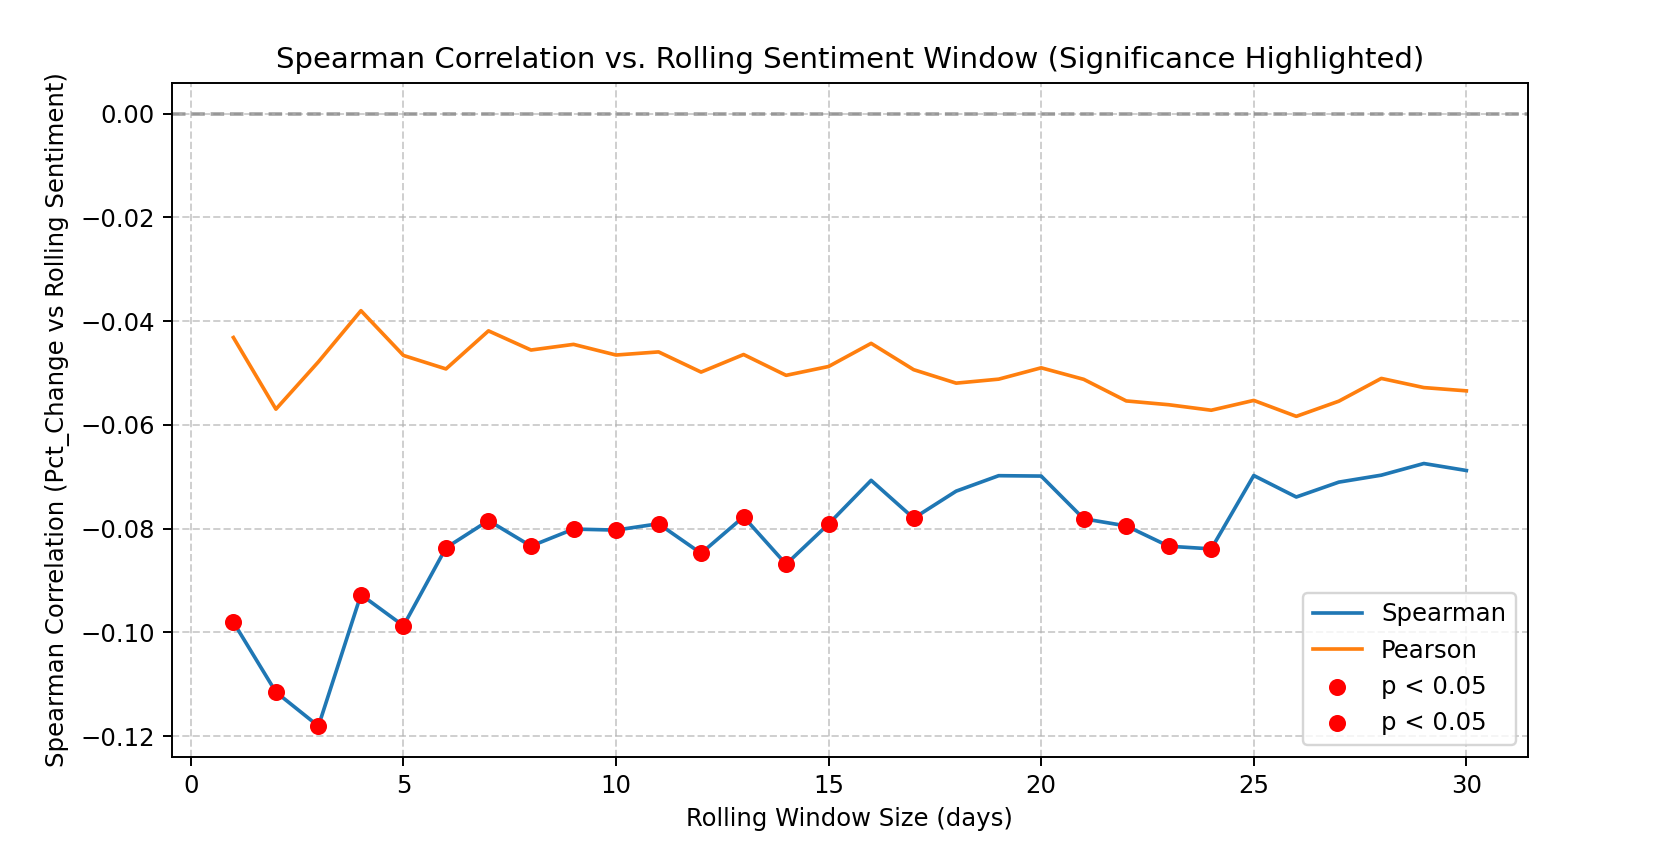 Spearman Correlation vs. Rolling Sentiment Window (Significance Highlighted)
Spearman Correlation (Pct_Change vs Rolling Sentiment)
0.00
−0.02
−0.04
−0.06
−0.08
−0.10
−0.12
Spearman
Pearson
p < 0.05
p < 0.05
0 5 10 15 20 25 30
Rolling Window Size (days)